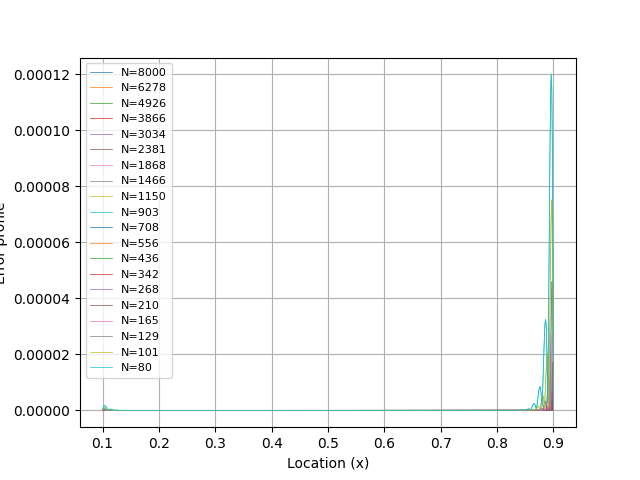 0.00012
0.00010
0.00008
0.00006
0.00004
0.00002
0.00000
Error profile
N=8000
N=6278
N=4926
N=3866
N=3034
N=2381
N=1868
N=1466
N=1150
N=903
N=708
N=556
N=436
N=342
N=268
N=210
N=165
N=129
N=101
N=80
0.1 0.2 0.3 0.4 0.5 0.6 0.7 0.8 0.9
Location (x)